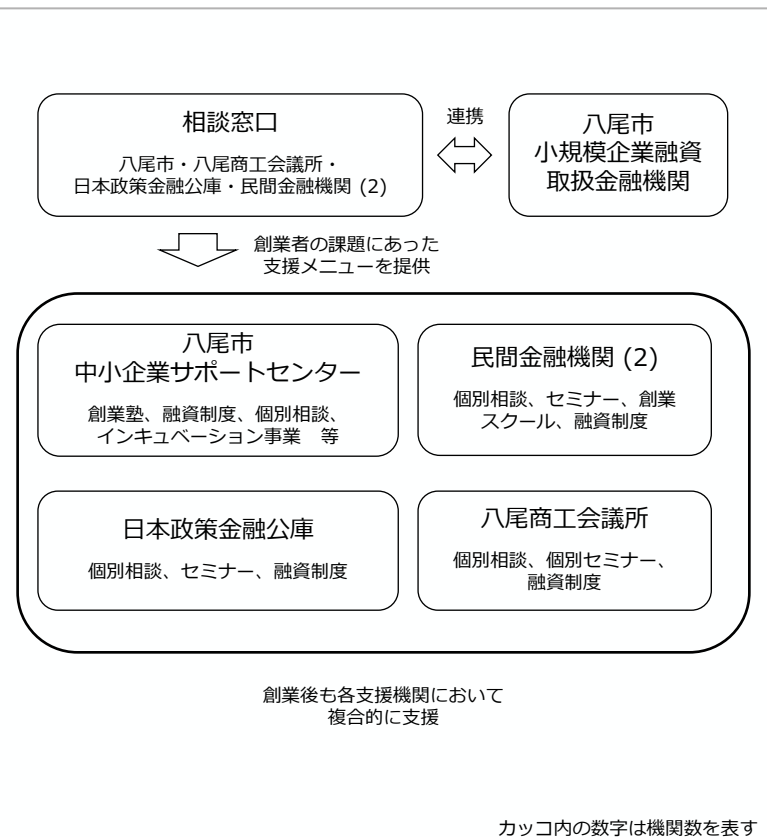 相談窓口
八尾市・八尾商工会議所・
日本政策金融公庫・民間金融機関 (2)
連携
八尾市
小規模企業融資
取扱金融機関
創業者の課題にあった
支援メニューを提供
八尾市
中小企業サポートセンター
創業塾、融資制度、個別相談、
インキュベーション事業　等
民間金融機関 (2)
個別相談、セミナー、創業
スクール、融資制度
日本政策金融公庫
個別相談、セミナー、融資制度
八尾商工会議所
個別相談、個別セミナー、
融資制度
創業後も各支援機関において
複合的に支援
カッコ内の数字は機関数を表す